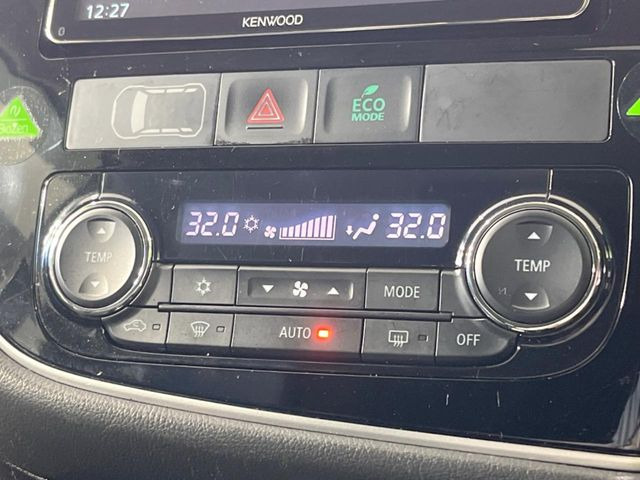 12:27
KENWOOD
ECO
MODE
32.0
32.0
TEMP
TEMP
MODE
AUTO
OFF